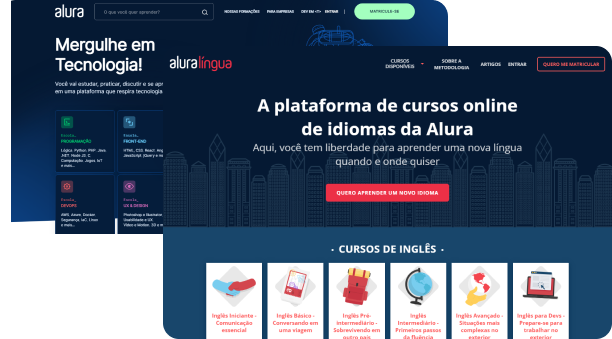 alura
O que você quer aprender?
NOSSAS FORMAÇÕES
PARA EMPRESAS
DEV EM <T>
ENTRAR
MATRICULE-SE
Mergulhe em
Tecnologia!
Você vai estudar, praticar, discutir e se apr
em uma plataforma que respira tecnologia
Escola_
PROGRAMAÇÃO
Lógica, Python, PHP, Java,
.NET, Node JS, C,
Computação, Jogos, IoT
e mais...
Escola_
FRONT-END
HTML, CSS, React, Ang
JavaScript, jQuery e m
Escola_
DEVOPS
AWS, Azure, Docker,
Segurança, IaC, Linux
e mais...
Escola_
UX & DESIGN
Photoshop e Illustrator
Usabilidade e UX
Vídeo e Motion, 3D e m
aluralíngua
CURSOS
DISPONÍVEIS
SOBRE A
METODOLOGIA
ARTIGOS
ENTRAR
QUERO ME MATRICULAR
A plataforma de cursos online
de idiomas da Alura
Aqui, você tem liberdade para aprender uma nova língua
quando e onde quiser
QUERO APRENDER UM NOVO IDIOMA
• CURSOS DE INGLÊS •
Inglês Iniciante -
Comunicação
essencial
Inglês Básico -
Conversando em
uma viagem
Inglês Pré-
intermediário -
Sobrevivendo em
outro país
Inglês
Intermediário -
Primeiros passos
da fluência
Inglês Avançado -
Situações mais
complexas no
exterior
Inglês para Devs -
Prepare-se para
trabalhar no
exterior